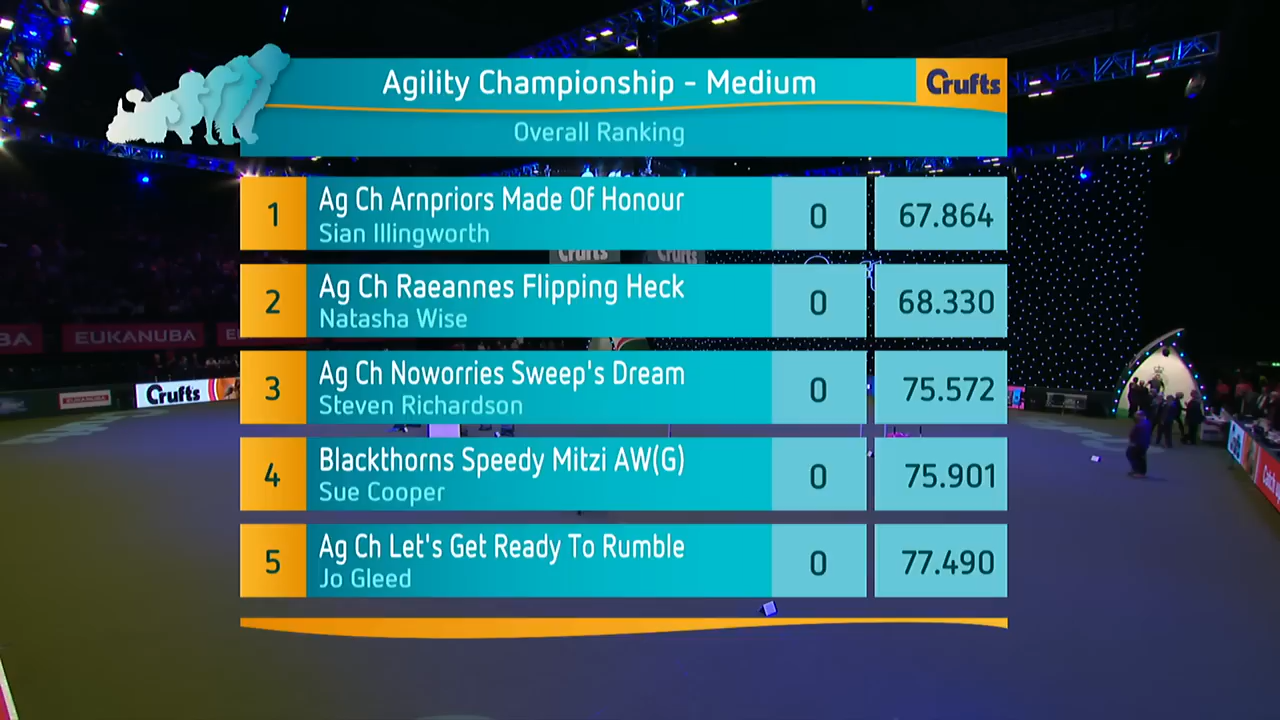 Agility Championship - Medium
Crufts
Overall Ranking
1
Ag Ch Arnpriors Made Of Honour
Sian Illingworth
0
67.864
2
Ag Ch Raeannes Flipping Heck
Natasha Wise
0
68.330
3
Ag Ch Noworries Sweep's Dream
Steven Richardson
0
75.572
4
Blackthorns Speedy Mitzi AW(G)
Sue Cooper
0
75.901
5
Ag Ch Let's Get Ready To Rumble
Jo Gleed
0
77.490
Crufts
Crufts
EUKANUBA
EUKANUBA
Crufts